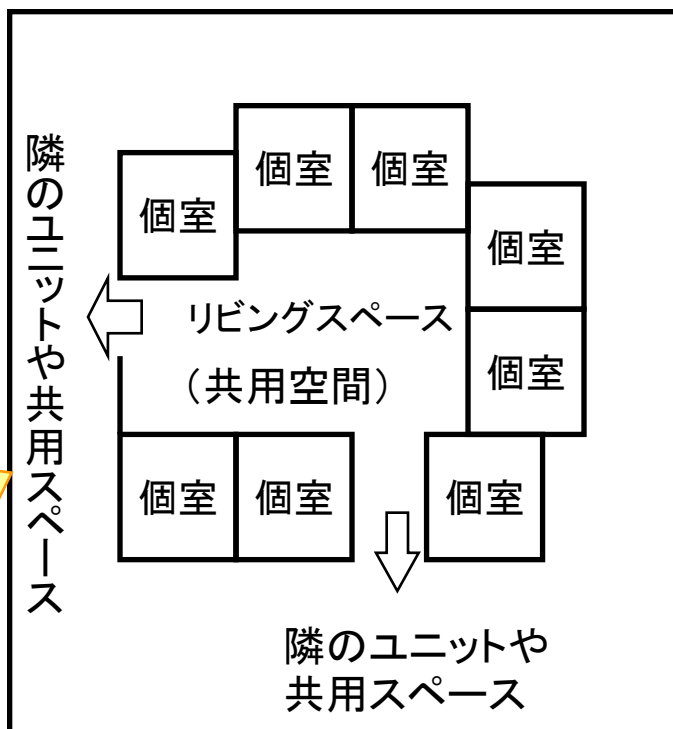 隣のユニットや共用スペース
個室
個室
個室
個室
リビングスペース
(共用空間)
個室
個室
個室
個室
隣のユニットや
共用スペース